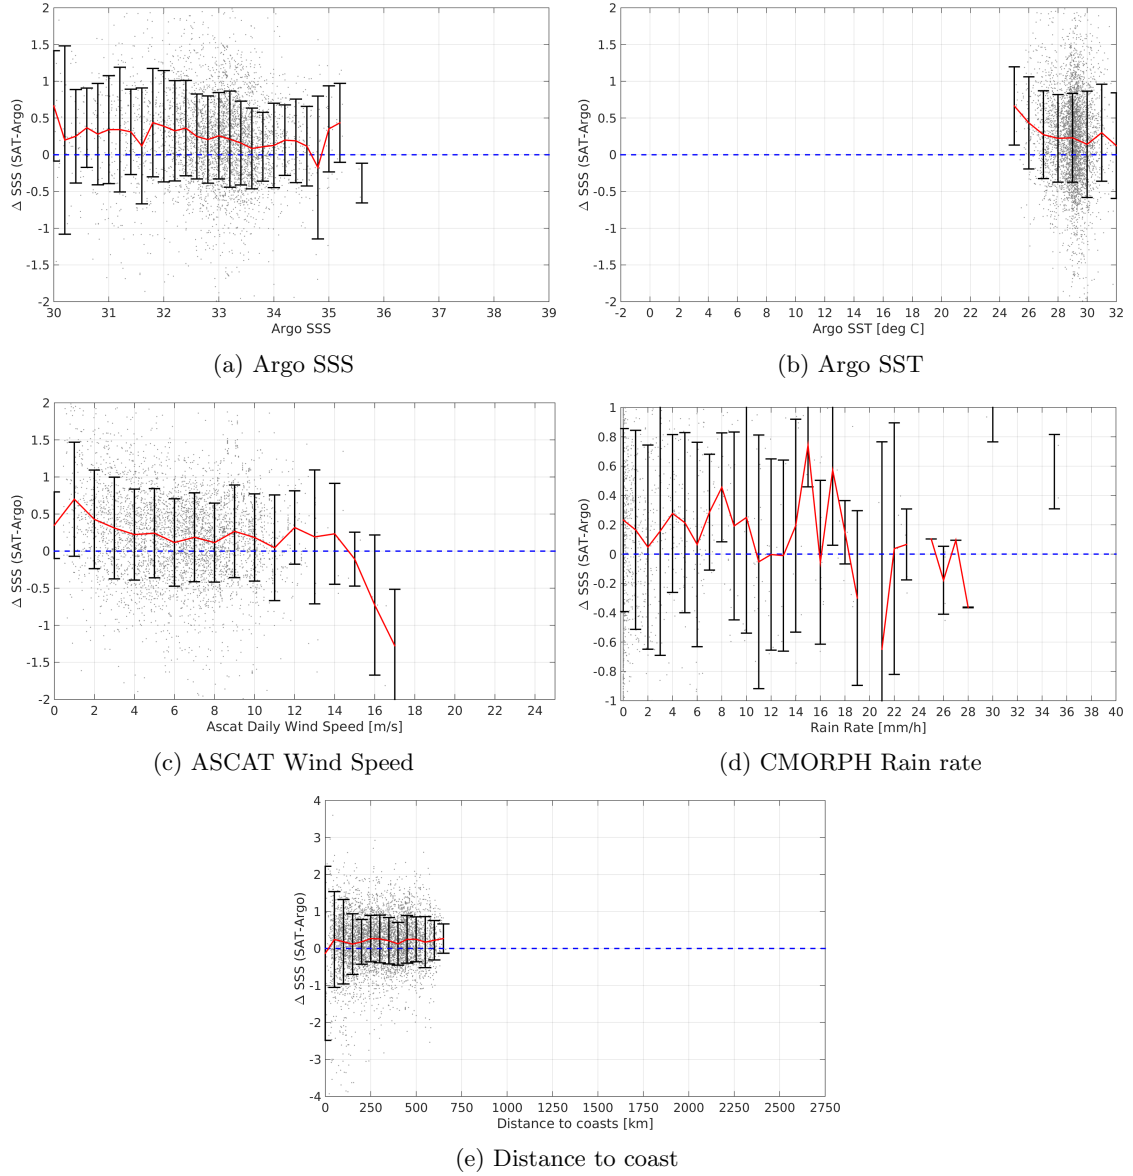 2
1.5
1
0.5
0
-0.5
-1
-1.5
-2
Δ SSS (SAT-Argo)
30 31 32 33 34 35 36 37 38 39
Argo SSS
(a) Argo SSS
2
1.5
1
0.5
0
-0.5
-1
-1.5
-2
Δ SSS (SAT-Argo)
-2 0 2 4 6 8 10 12 14 16 18 20 22 24 26 28 30 32
Argo SST [deg C]
(b) Argo SST
2
1.5
1
0.5
0
-0.5
-1
-1.5
-2
Δ SSS (SAT-Argo)
0 2 4 6 8 10 12 14 16 18 20 22 24
Ascat Daily Wind Speed [m/s]
(c) ASCAT Wind Speed
1
0.8
0.6
0.4
0.2
0
-0.2
-0.4
-0.6
-0.8
-1
Δ SSS (SAT-Argo)
0 2 4 6 8 10 12 14 16 18 20 22 24 26 28 30 32 34 36 38 40
Rain Rate [mm/h]
(d) CMORPH Rain rate
4
3
2
1
0
-1
-2
-3
-4
Δ SSS (SAT-Argo)
0 250 500 750 1000 1250 1500 1750 2000 2250 2500 2750
Distance to coasts [km]
(e) Distance to coast